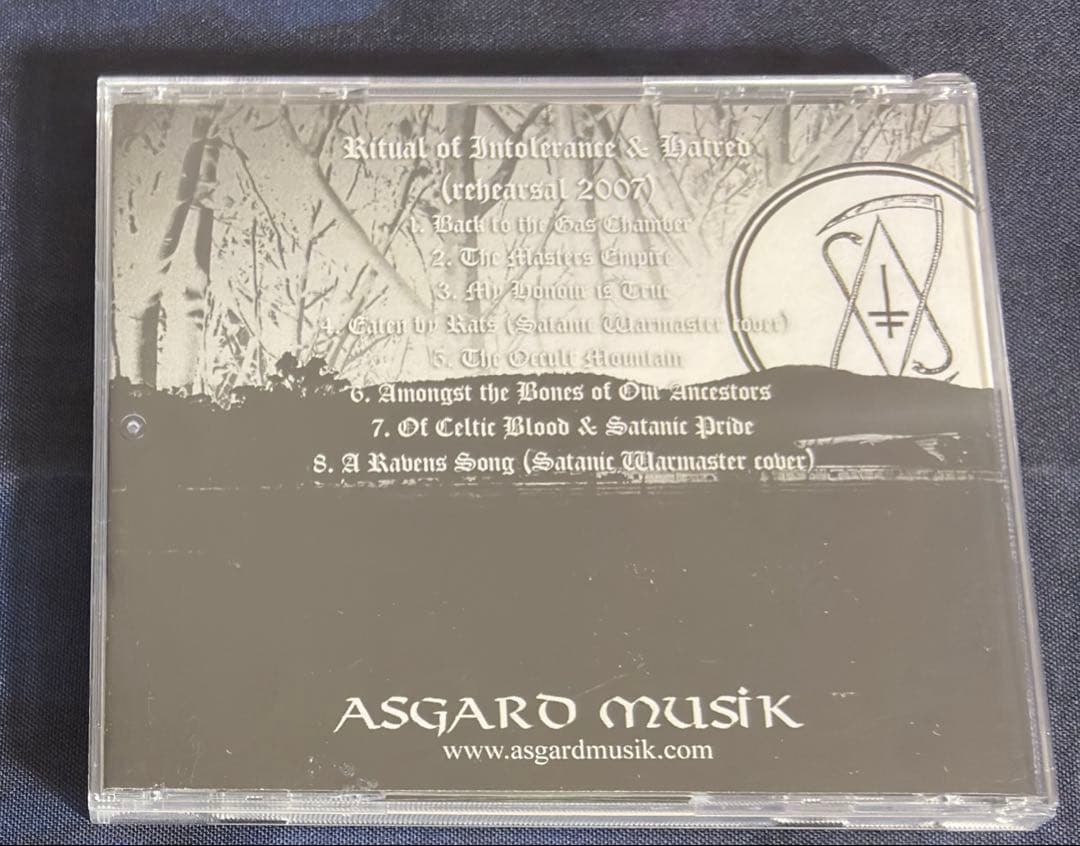 Ritual of Intolerance & Hatred
(rehearsal 2007)
1. Back to the Gas Chamber
2. The Masters Empire
3. My Honour is True
4. Eaten by Rats (Satanic Warmaster cover)
5. The Occult Mountain
6. Amongst the Bones of Our Ancestors
7. Of Celtic Blood & Satanic Pride
8. A Ravens Song (Satanic Warmaster cover)
ASGARD MUSIK
www.asgardmusik.com